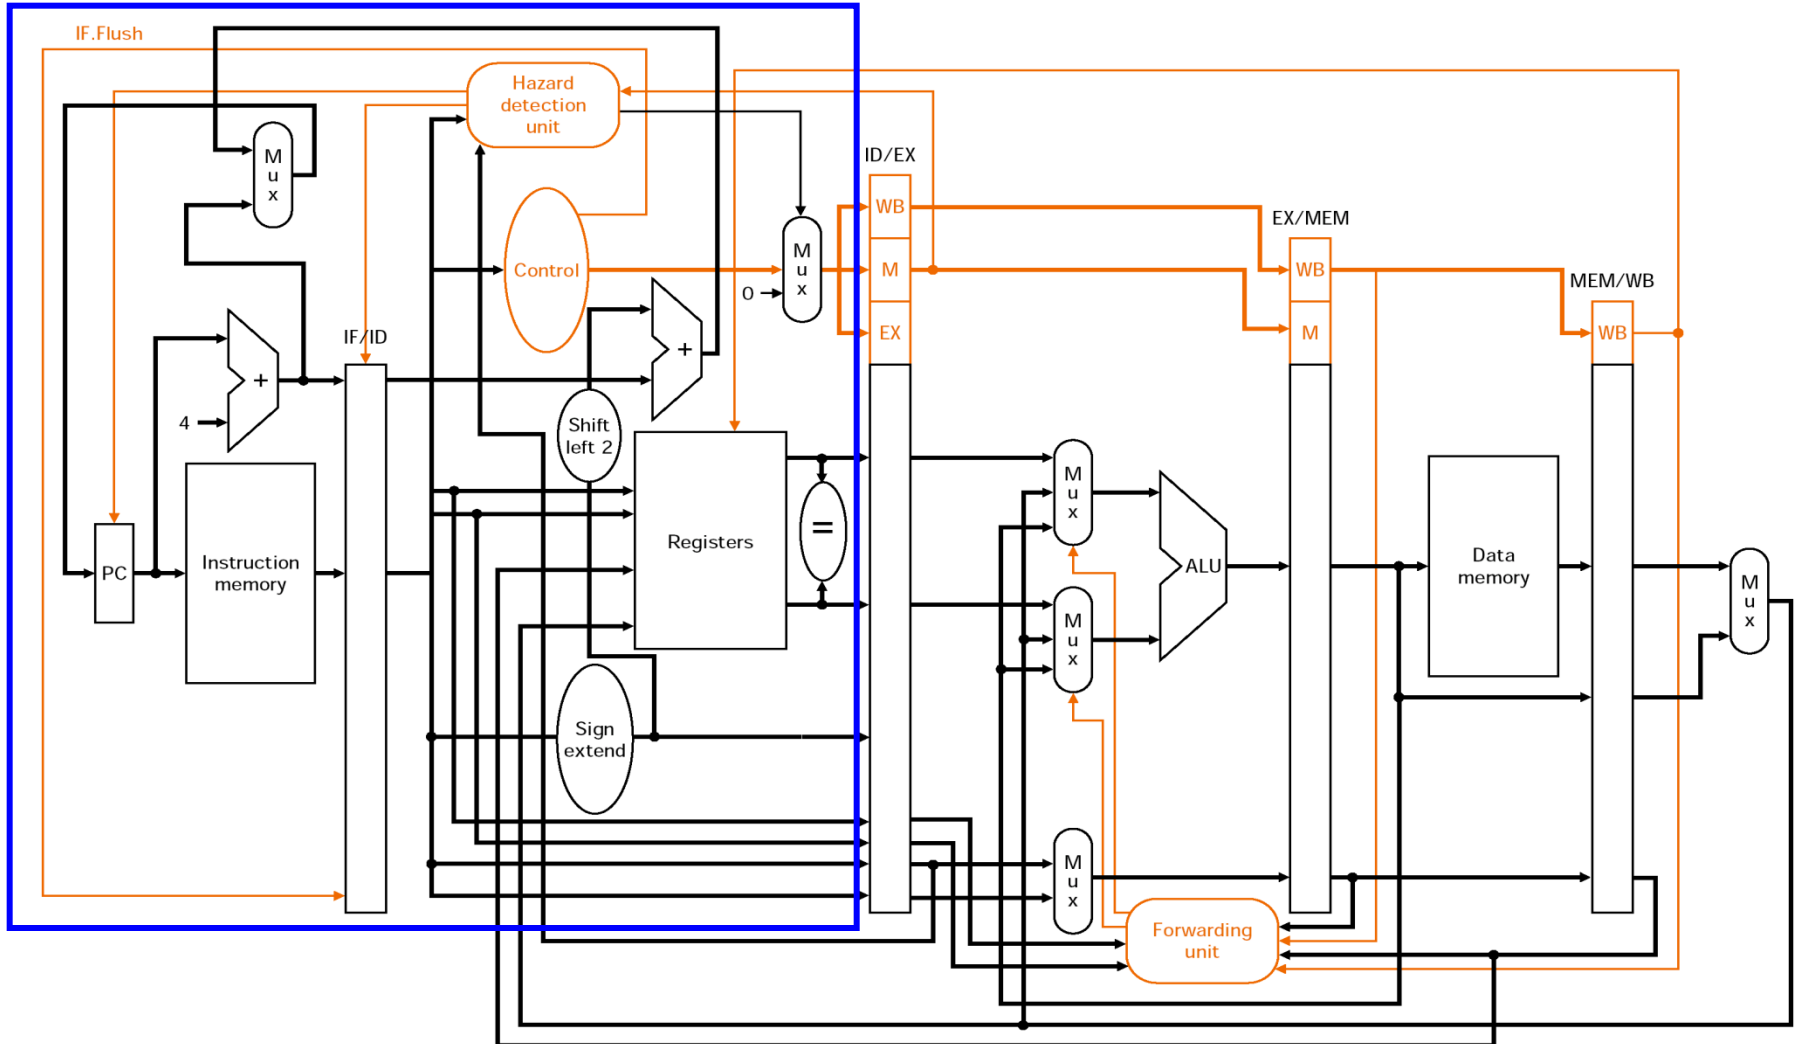 IF.Flush
Hazard
detection
unit
M
u
x
ID/EX
WB
M
EX
EX/MEM
WB
M
MEM/WB
WB
Control
M
u
x
0
IF/ID
+
4
+
Shift
left 2
PC
Instruction
memory
Registers
=
M
u
x
M
u
x
ALU
Data
memory
M
u
x
Sign
extend
M
u
x
Forwarding
unit